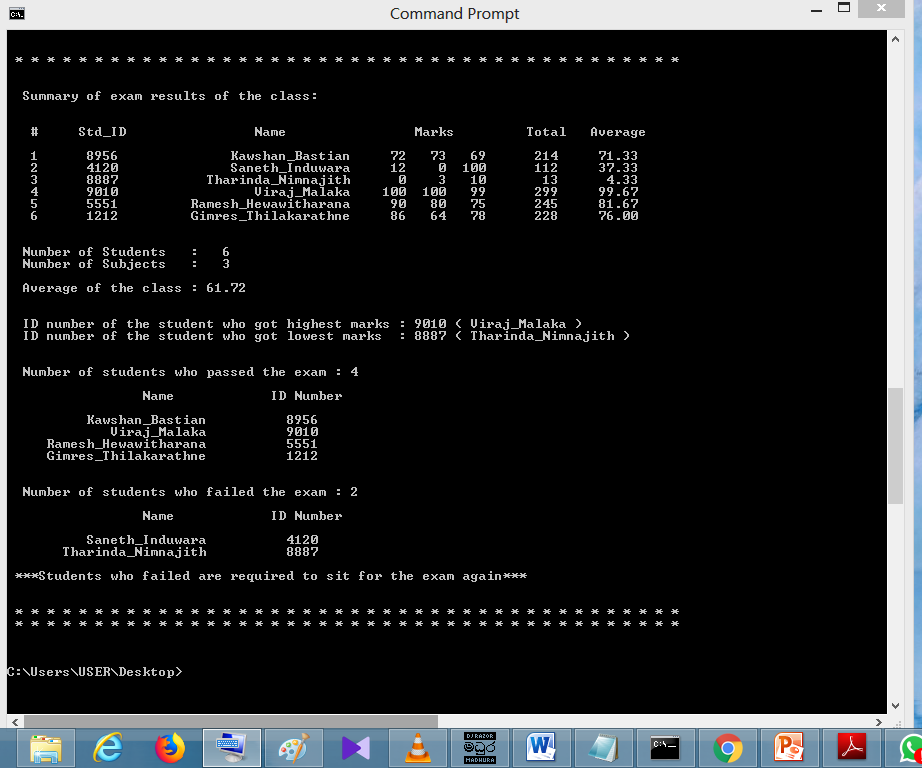 Command Prompt
* * * * * * * * * * * * * * * * * * * * * * * * * * * * * * * * * * * * * * * * * *
Summary of exam results of the class:
# Std_ID Name Marks Total Average
1 8956 Kawshan_Bastian 72 73 69 214 71.33
2 4120 Saneth_Induwara 12 0 100 112 37.33
3 8887 Tharinda_Nimnajith 0 3 10 13 4.33
4 9010 Viraj_Malaka 100 100 99 299 99.67
5 5551 Ramesh_Hewawitharana 90 80 75 245 81.67
6 1212 Gimres_Thilakarathne 86 64 78 228 76.00
Number of Students : 6
Number of Subjects : 3
Average of the class : 61.72
ID number of the student who got highest marks : 9010 ( Viraj_Malaka )
ID number of the student who got lowest marks : 8887 ( Tharinda_Nimnajith )
Number of students who passed the exam : 4
Name ID Number
Kawshan_Bastian 8956
Viraj_Malaka 9010
Ramesh_Hewawitharana 5551
Gimres_Thilakarathne 1212
Number of students who failed the exam : 2
Name ID Number
Saneth_Induwara 4120
Tharinda_Nimnajith 8887
***Students who failed are required to sit for the exam again***
* * * * * * * * * * * * * * * * * * * * * * * * * * * * * * * * * * * * * * * * * *
* * * * * * * * * * * * * * * * * * * * * * * * * * * * * * * * * * * * * * * * * *
C:\Users\USER\Desktop>
DJ RAZOR
MADHURA